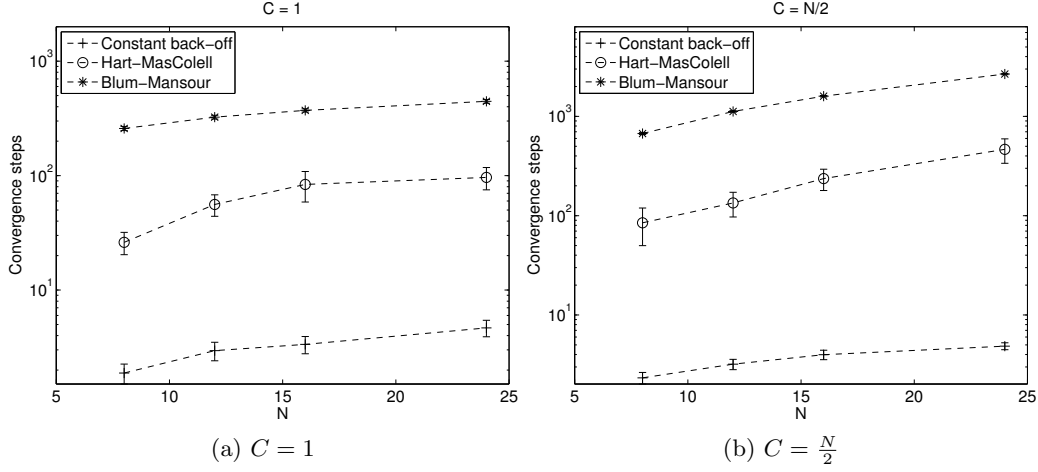 C = 1
10³
10²
10¹
Convergence steps
Constant back−off
Hart−MasColell
Blum−Mansour
5 10 15 20 25
N
(a) C = 1
C = N/2
10³
10²
10¹
Convergence steps
Constant back−off
Hart−MasColell
Blum−Mansour
5 10 15 20 25
N
(b) C = N/2